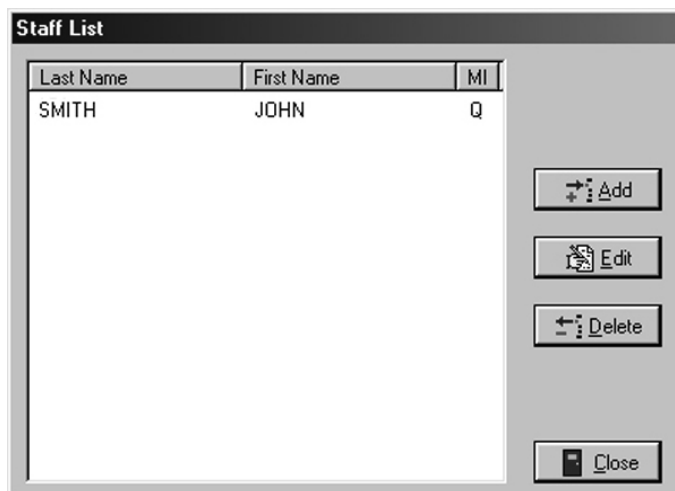 Staff List
Last Name First Name MI
SMITH JOHN Q
Add
Edit
Delete
Close